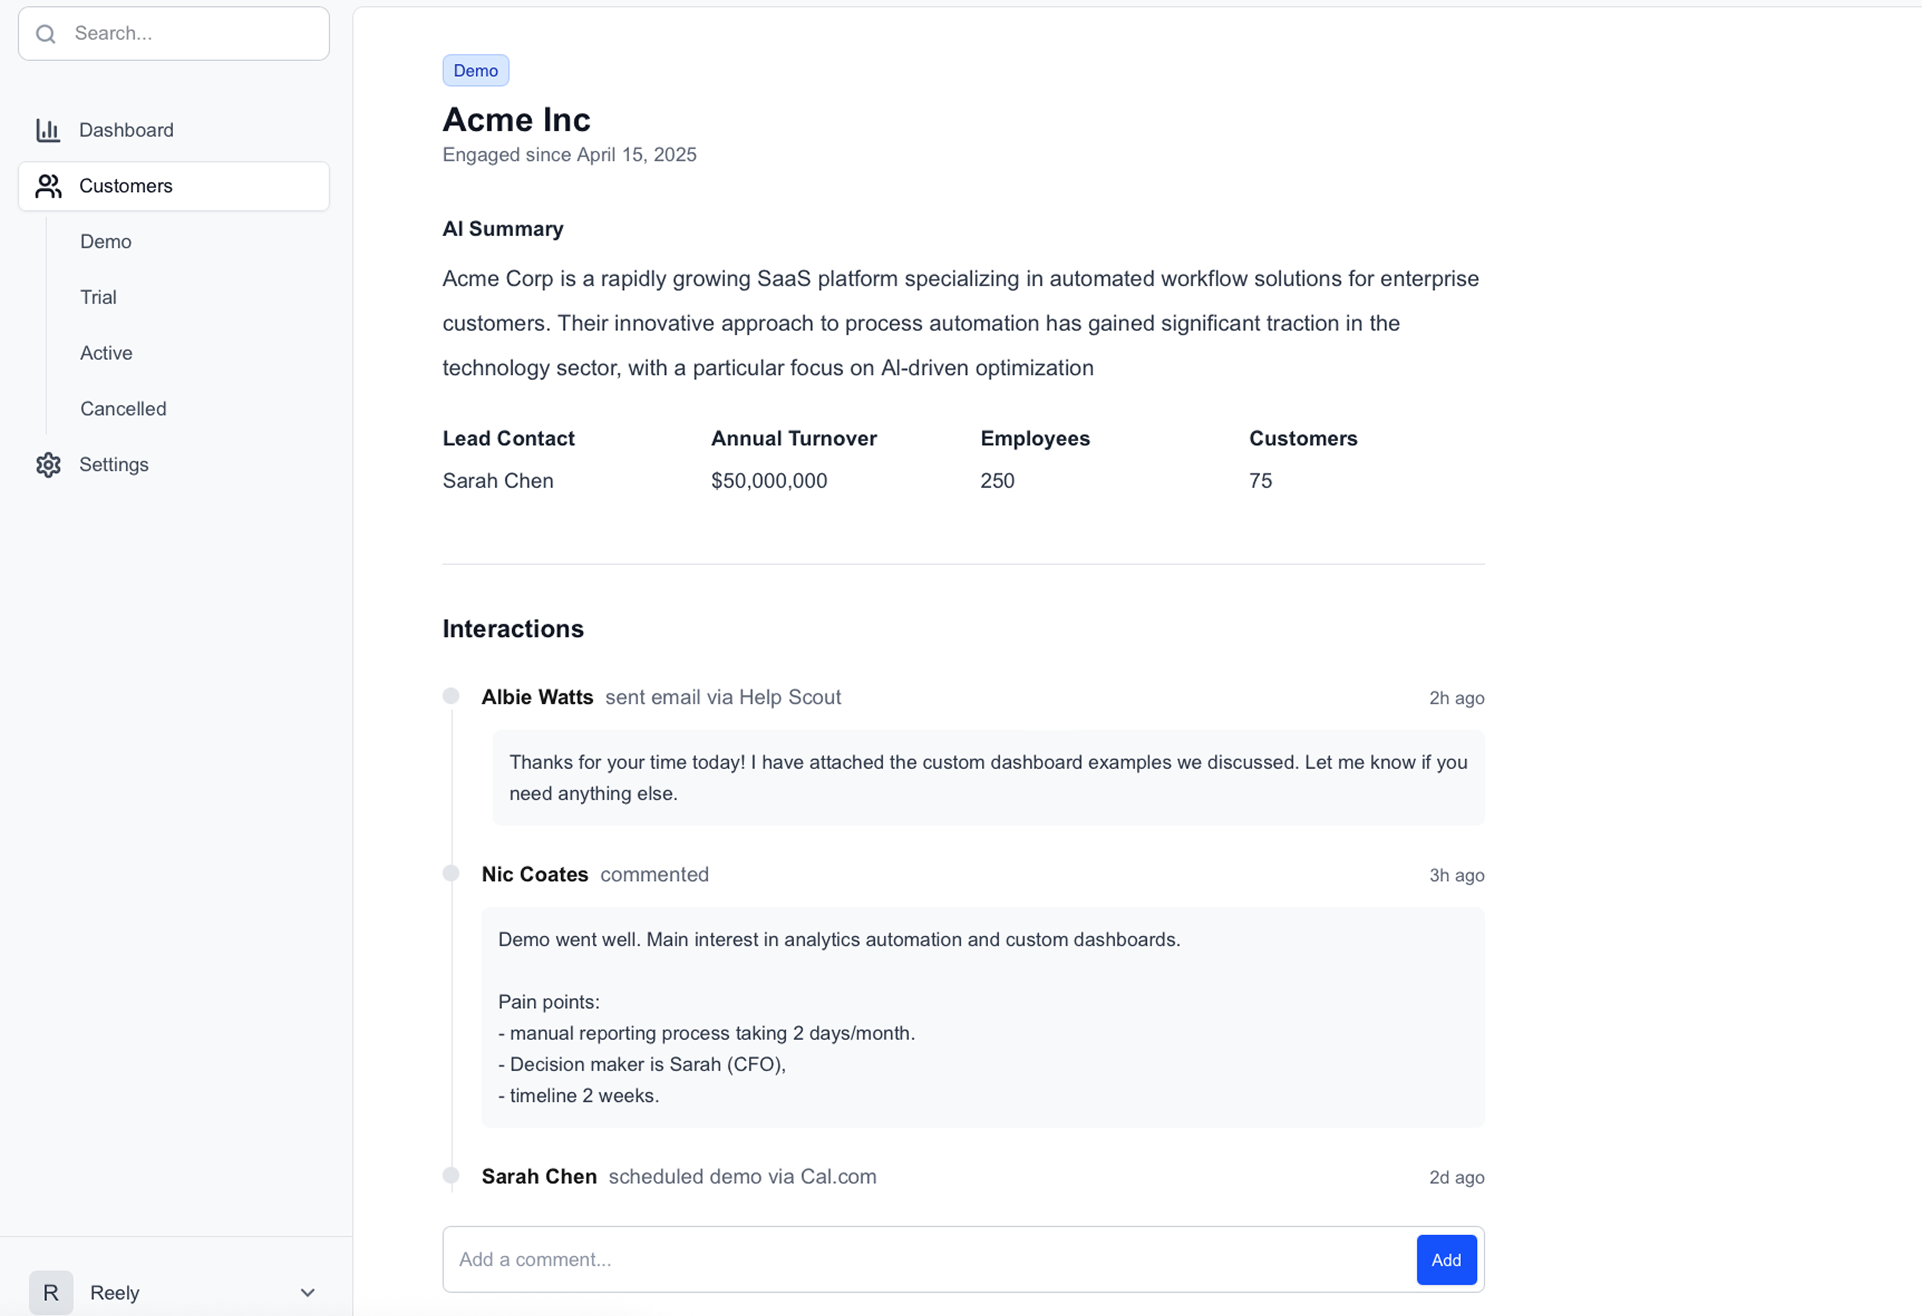 Search...
Dashboard
Customers
Demo
Trial
Active
Cancelled
Settings
R
Reely
Demo
Acme Inc
Engaged since April 15, 2025
AI Summary
Acme Corp is a rapidly growing SaaS platform specializing in automated workflow solutions for enterprise
customers. Their innovative approach to process automation has gained significant traction in the
technology sector, with a particular focus on AI-driven optimization
Lead Contact Annual Turnover Employees Customers
Sarah Chen $50,000,000 250 75
Interactions
Albie Watts sent email via Help Scout 2h ago
Thanks for your time today! I have attached the custom dashboard examples we discussed. Let me know if you
need anything else.
Nic Coates commented 3h ago
Demo went well. Main interest in analytics automation and custom dashboards.
Pain points:
- manual reporting process taking 2 days/month.
- Decision maker is Sarah (CFO),
- timeline 2 weeks.
Sarah Chen scheduled demo via Cal.com 2d ago
Add a comment... Add